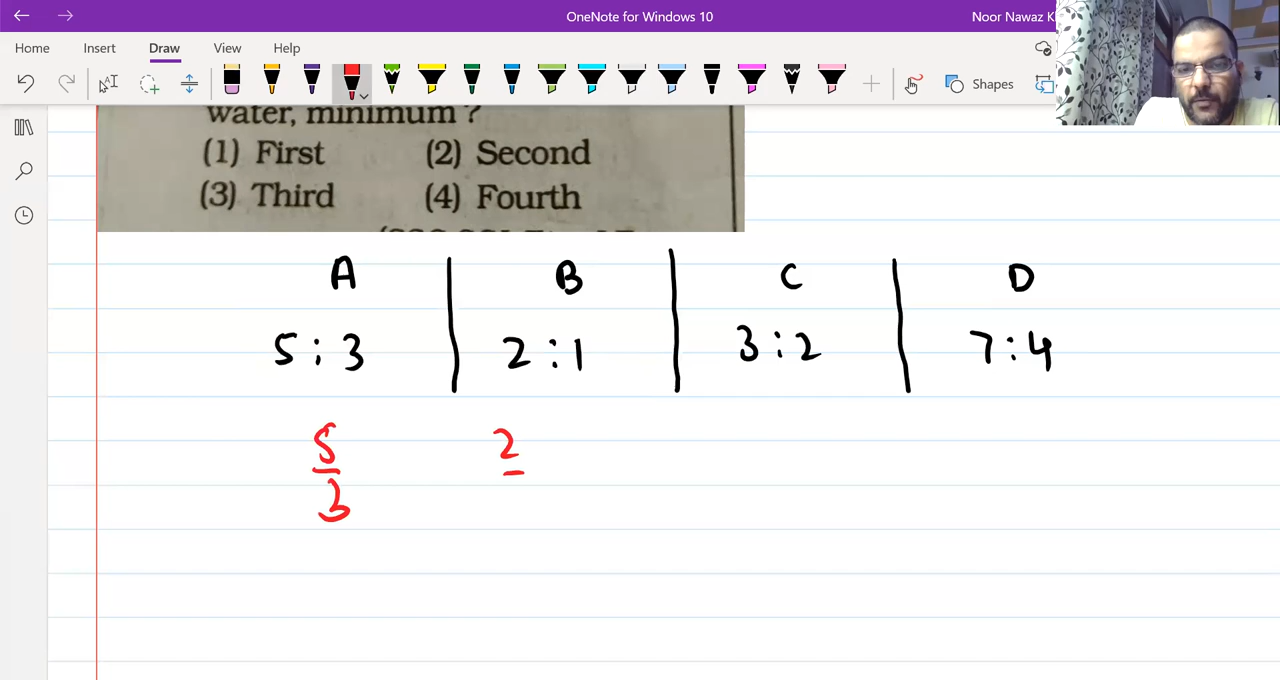 OneNote for Windows 10
Noor Nawaz K
Home Insert Draw View Help
Shapes
water, minimum ?
(1) First (2) Second
(3) Third (4) Fourth
A B C D
5 : 3 2 : 1 3 : 2 7 : 4
5 2
3